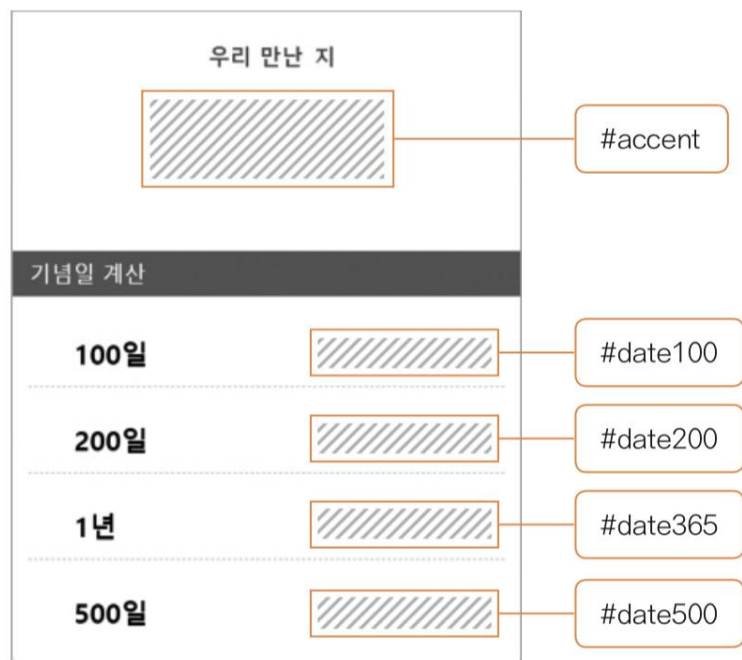 우리 만난 지
#accent
기념일 계산
100일 #date100
200일 #date200
1년 #date365
500일 #date500